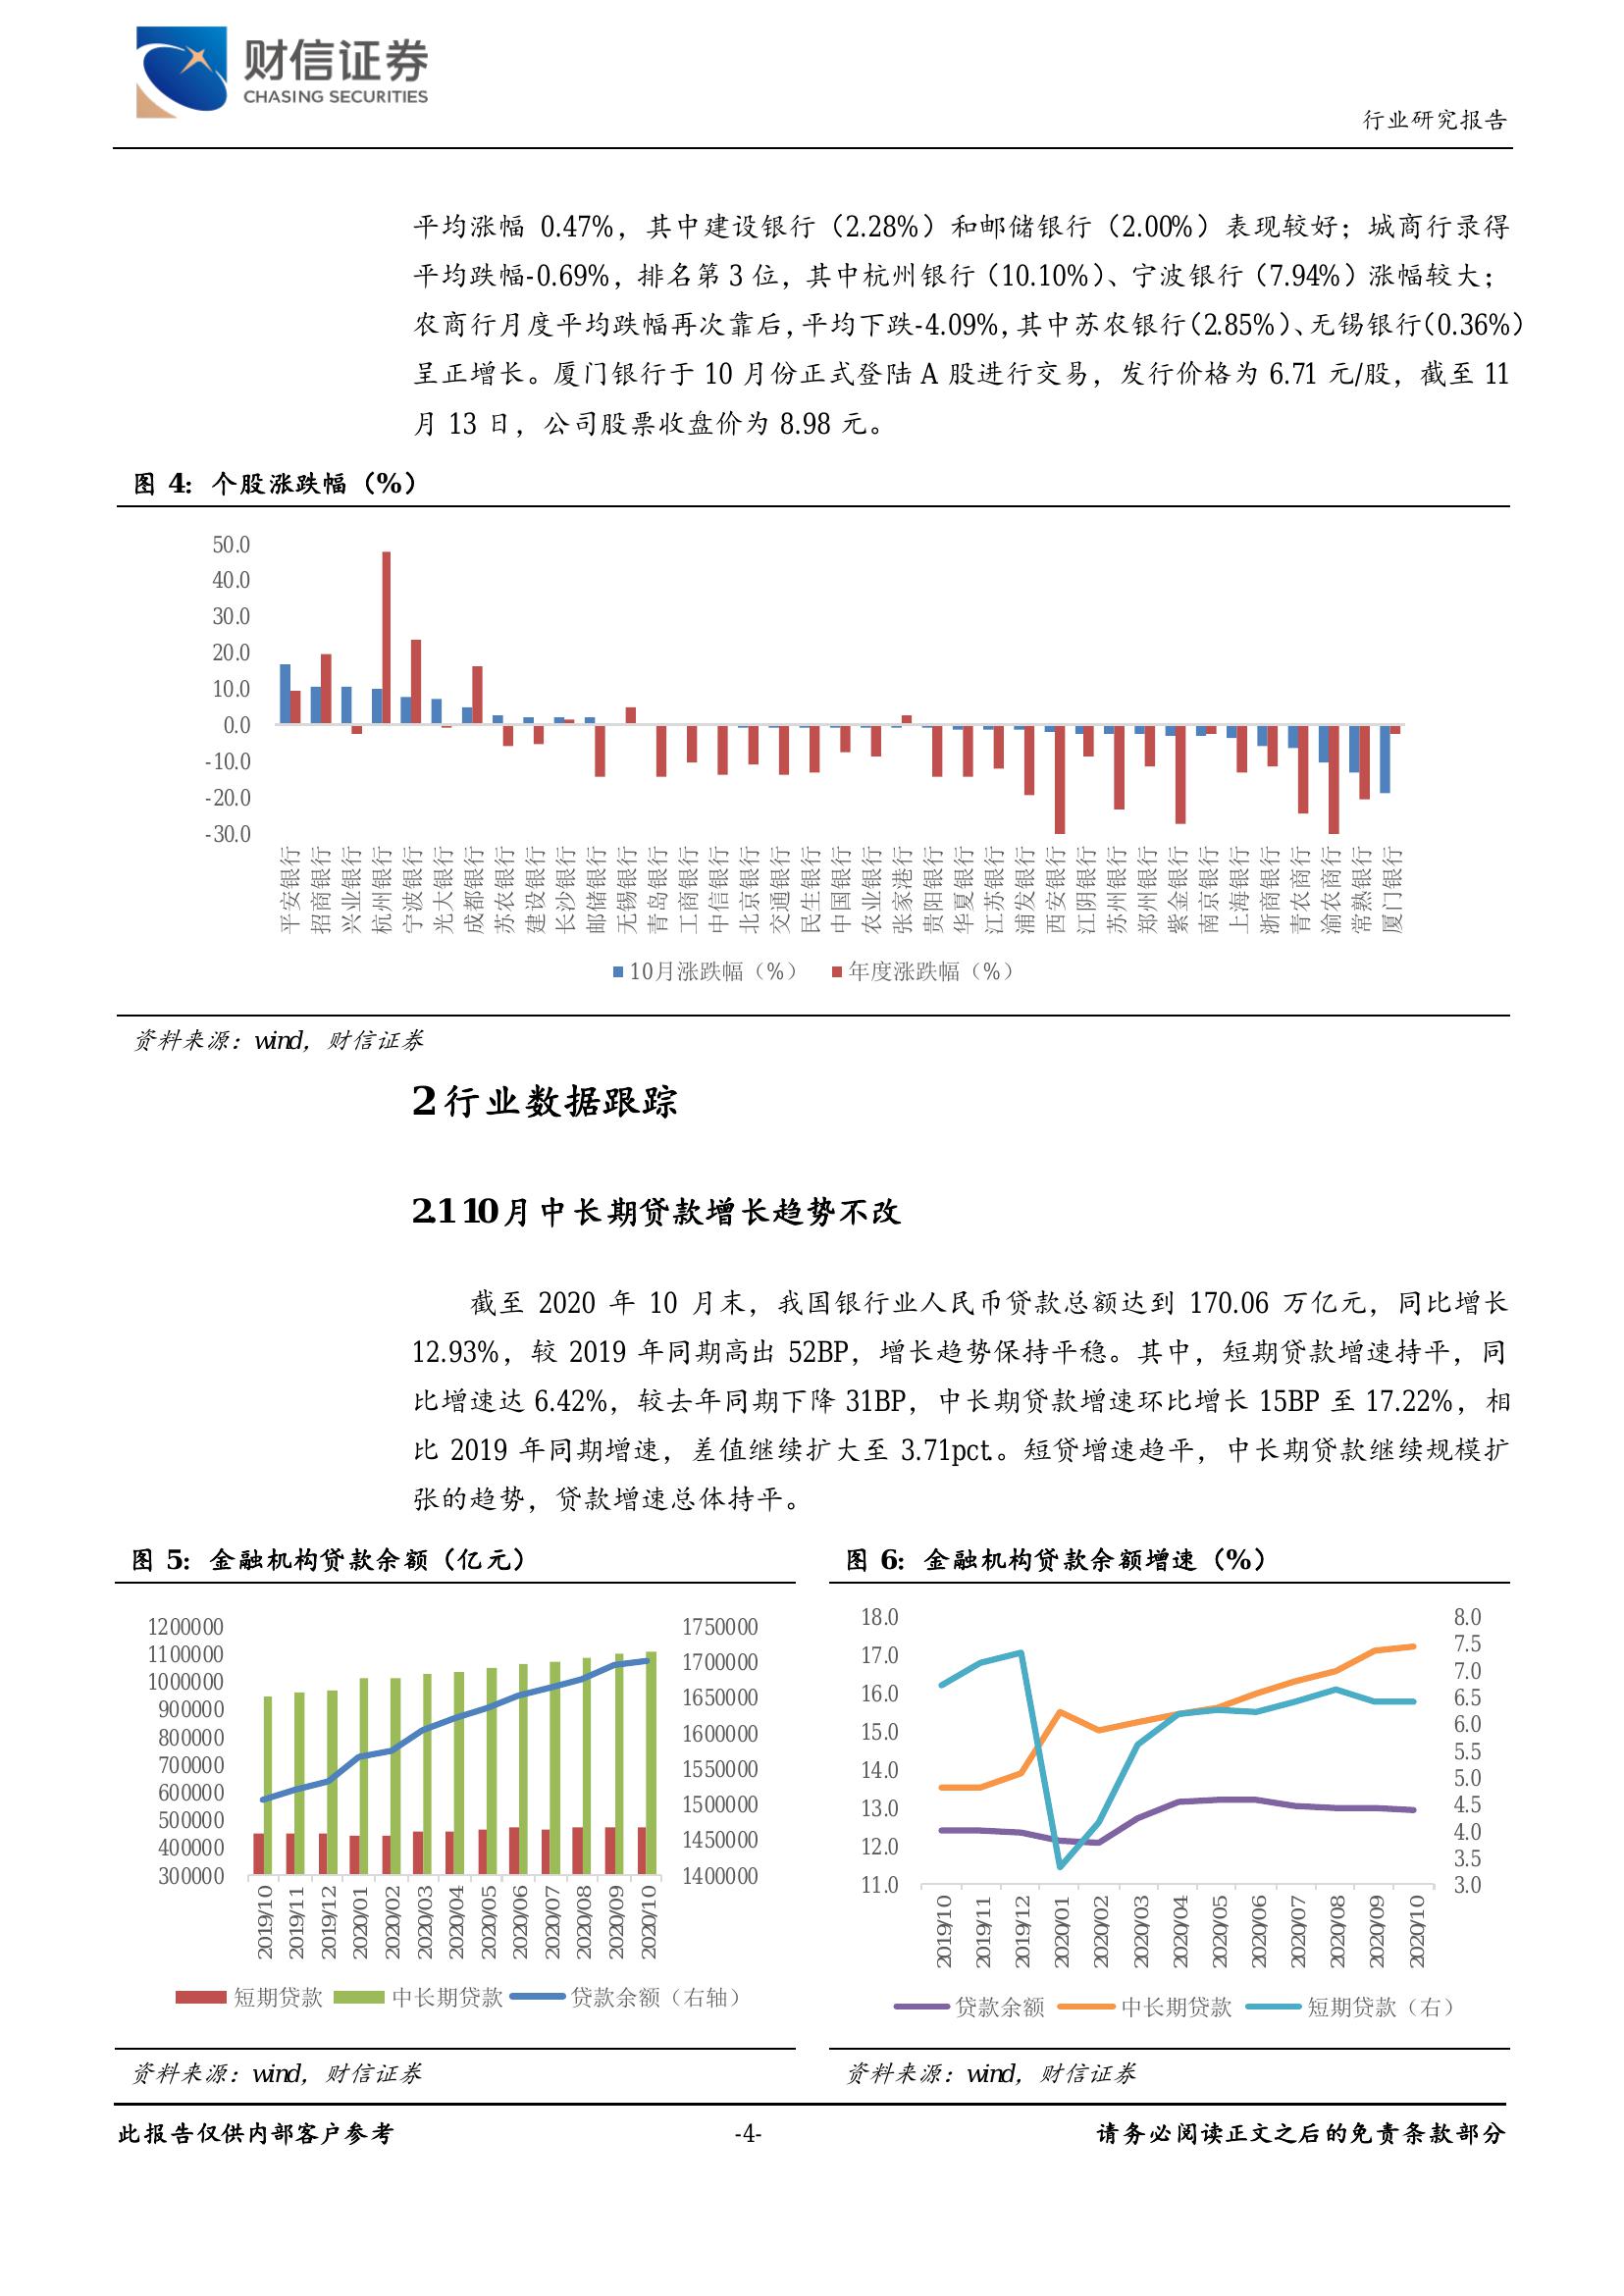 财信证券
CHASING SECURITIES
行业研究报告
平均涨幅 0.47%，其中建设银行（2.28%）和邮储银行（2.00%）表现较好；城商行录得
平均跌幅-0.69%，排名第 3 位，其中杭州银行（10.10%）、宁波银行（7.94%）涨幅较大；
农商行月度平均跌幅再次靠后，平均下跌-4.09%，其中苏农银行（2.85%）、无锡银行（0.36%）
呈正增长。厦门银行于 10 月份正式登陆 A 股进行交易，发行价格为 6.71 元/股，截至 11
月 13 日，公司股票收盘价为 8.98 元。
图 4：个股涨跌幅（%）
50.0
40.0
30.0
20.0
10.0
0.0
-10.0
-20.0
-30.0
平安银行
招商银行
兴业银行
杭州银行
宁波银行
光大银行
成都银行
苏农银行
建设银行
长沙银行
邮储银行
无锡银行
青岛银行
工商银行
中信银行
北京银行
交通银行
民生银行
中国银行
农业银行
张家港行
贵阳银行
华夏银行
江苏银行
浦发银行
西安银行
江阴银行
苏州银行
郑州银行
紫金银行
南京银行
上海银行
浙商银行
青农商行
渝农商行
常熟银行
厦门银行
10月涨跌幅（%） 年度涨跌幅（%）
资料来源：wind，财信证券
2 行业数据跟踪
2.1 10 月中长期贷款增长趋势不改
截至 2020 年 10 月末，我国银行业人民币贷款总额达到 170.06 万亿元，同比增长
12.93%，较 2019 年同期高出 52BP，增长趋势保持平稳。其中，短期贷款增速持平，同
比增速达 6.42%，较去年同期下降 31BP，中长期贷款增速环比增长 15BP 至 17.22%，相
比 2019 年同期增速，差值继续扩大至 3.71pct.。短贷增速趋平，中长期贷款继续规模扩
张的趋势，贷款增速总体持平。
图 5：金融机构贷款余额（亿元）
1200000
1100000
1000000
900000
800000
700000
600000
500000
400000
300000
1750000
1700000
1650000
1600000
1550000
1500000
1450000
1400000
2019/10
2019/11
2019/12
2020/01
2020/02
2020/03
2020/04
2020/05
2020/06
2020/07
2020/08
2020/09
2020/10
短期贷款 中长期贷款 贷款余额（右轴）
资料来源：wind，财信证券
图 6：金融机构贷款余额增速（%）
18.0
17.0
16.0
15.0
14.0
13.0
12.0
11.0
8.0
7.5
7.0
6.5
6.0
5.5
5.0
4.5
4.0
3.5
3.0
2019/10
2019/11
2019/12
2020/01
2020/02
2020/03
2020/04
2020/05
2020/06
2020/07
2020/08
2020/09
2020/10
贷款余额 中长期贷款 短期贷款（右）
资料来源：wind，财信证券
此报告仅供内部客户参考
-4-
请务必阅读正文之后的免责条款部分